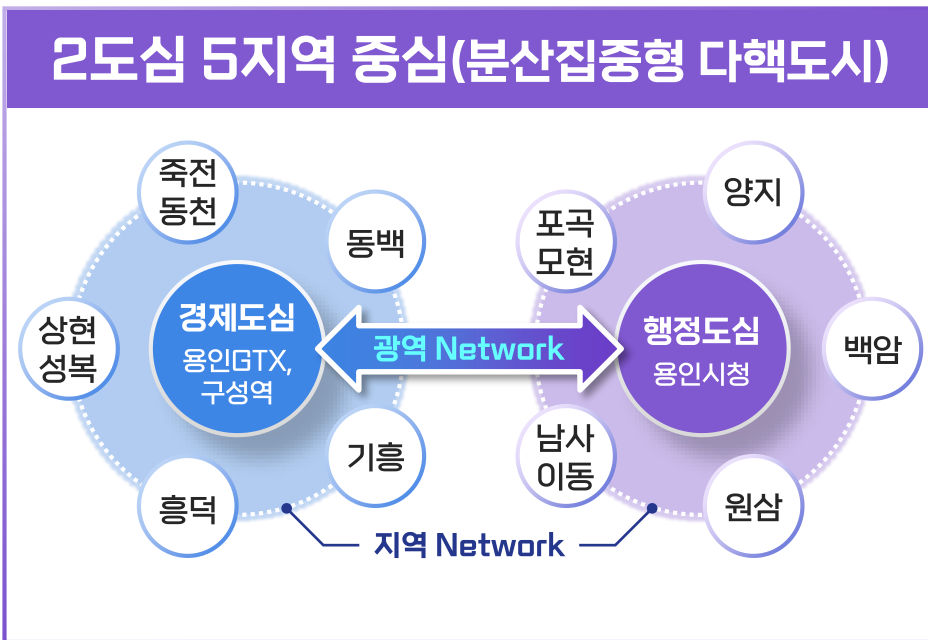 2도심 5지역 중심(분산집중형 다핵도시)
죽전
동천
동백
상현
성복
경제도심
용인GTX,
구성역
기흥
흥덕
광역 Network
포곡
모현
양지
행정도심
용인시청
백암
남사
이동
원삼
지역 Network